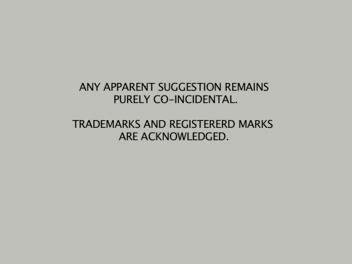 ANY APPARENT SUGGESTION REMAINS
PURELY CO-INCIDENTAL.
TRADEMARKS AND REGISTERERD MARKS
ARE ACKNOWLEDGED.